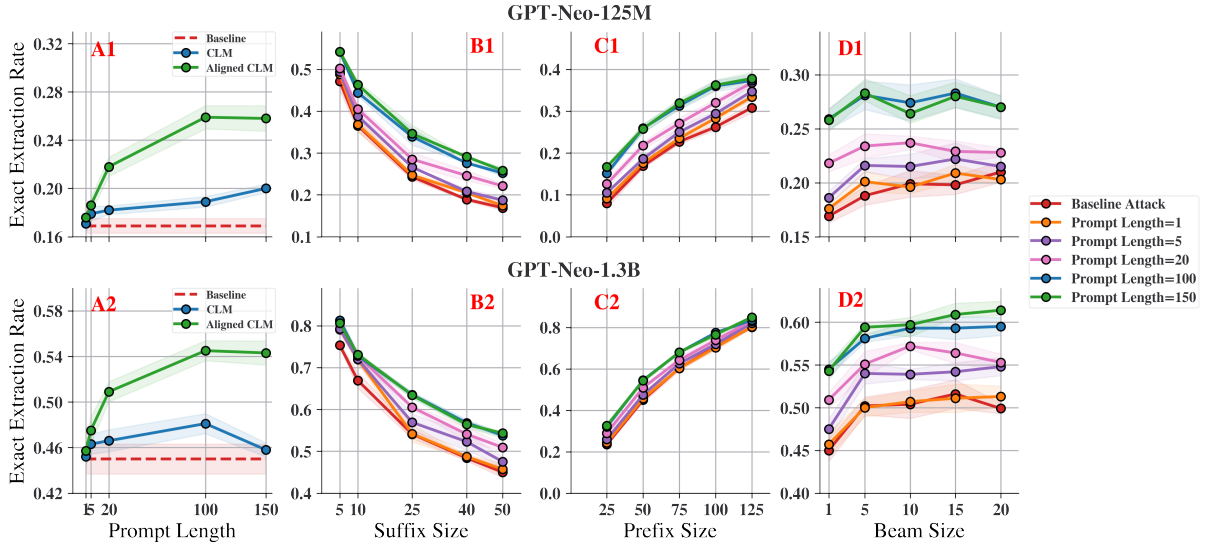 GPT-Neo-125M
Exact Extraction Rate
0.32
0.28
0.24
0.20
0.16
A1
Baseline
CLM
Aligned CLM
0.5
0.4
0.3
0.2
0.1
B1
0.4
0.3
0.2
0.1
0.0
C1
0.30
0.25
0.20
0.15
D1
Baseline Attack
Prompt Length=1
Prompt Length=5
Prompt Length=20
Prompt Length=100
Prompt Length=150
GPT-Neo-1.3B
Exact Extraction Rate
0.58
0.54
0.50
0.46
0.42
A2
Baseline
CLM
Aligned CLM
1 5 20 100 150
Prompt Length
0.8
0.7
0.6
0.5
0.4
B2
5 10 25 40 50
Suffix Size
0.8
0.6
0.4
0.2
0.0
C2
25 50 75 100 125
Prefix Size
0.60
0.55
0.50
0.45
0.40
D2
1 5 10 15 20
Beam Size